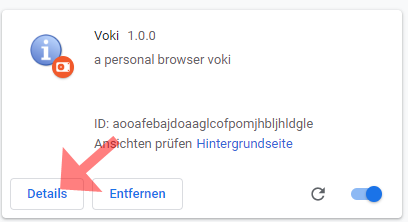 Voki 1.0.0
a personal browser voki
ID: aooafebajdoaaglcofpomjhbljhldgle
Ansichten prüfen Hintergrundseite
Details Entfernen